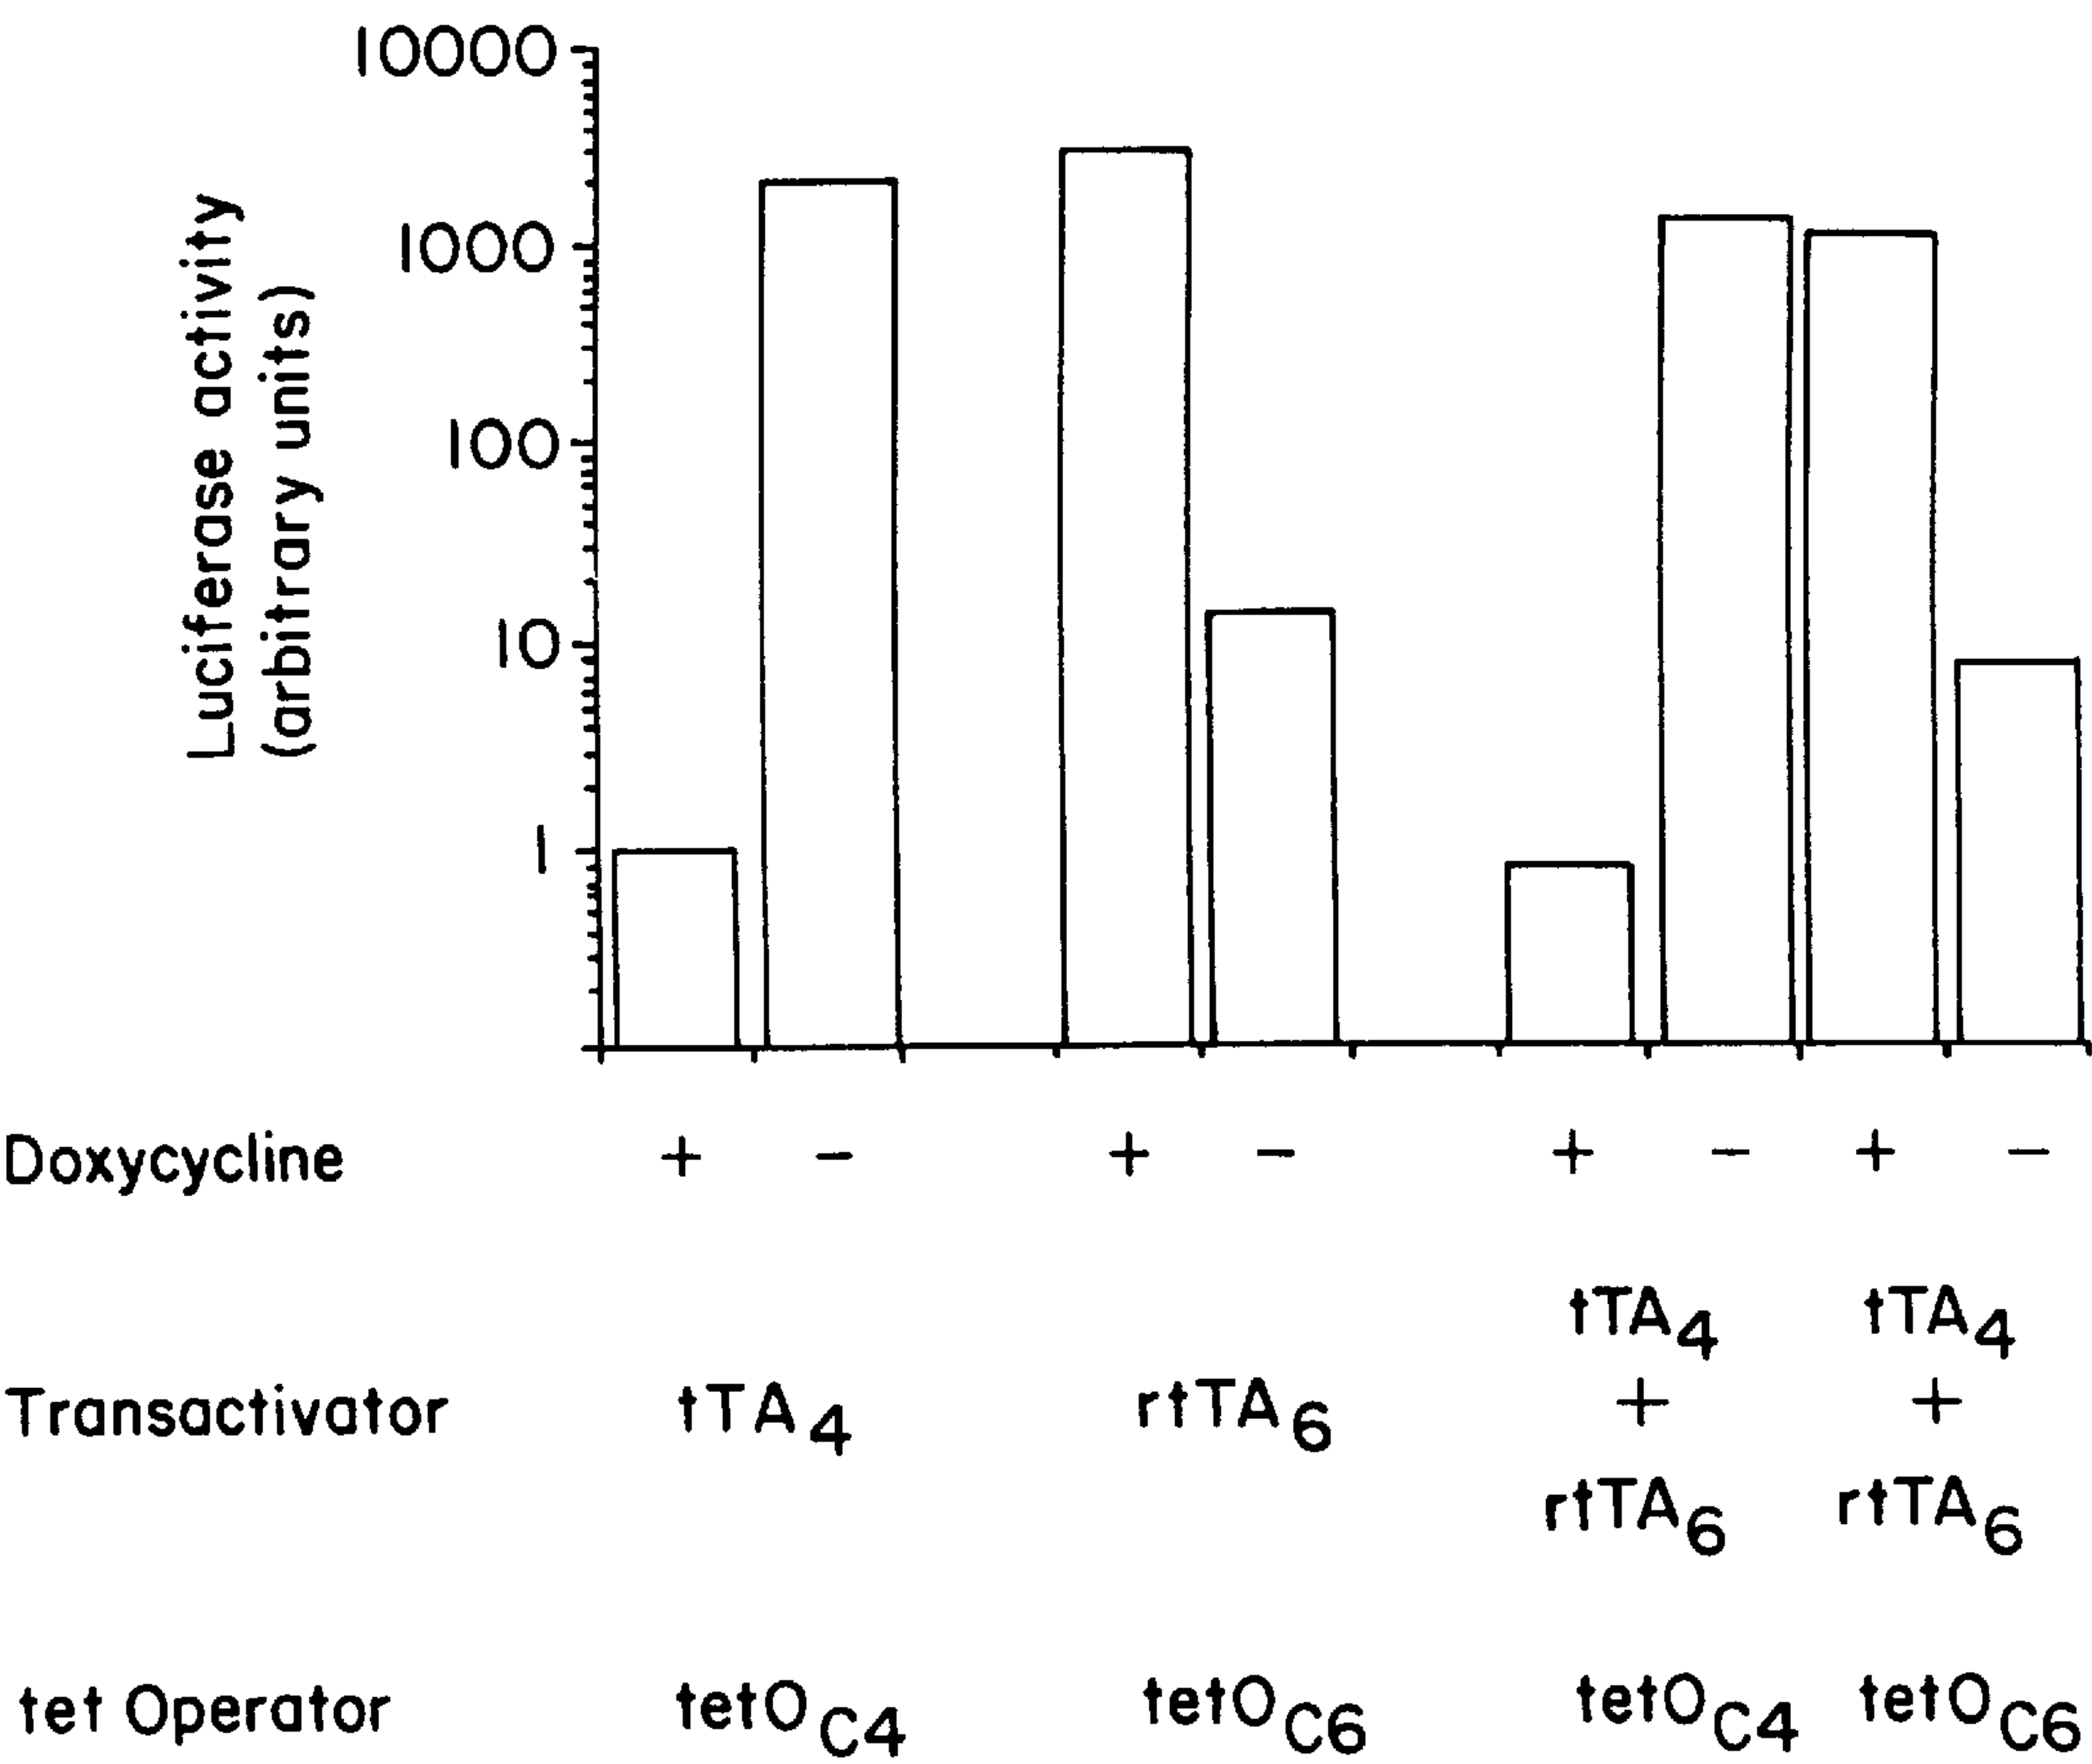 10000
1000
100
10
1
Luciferase activity
(arbitrary units)
Doxycycline + − + − + − + −
tTA4 tTA4
Transactivator tTA4 rtTA6 + +
rtTA6 rtTA6
tet Operator tetOC4 tetOC6 tetOC4 tetOC6